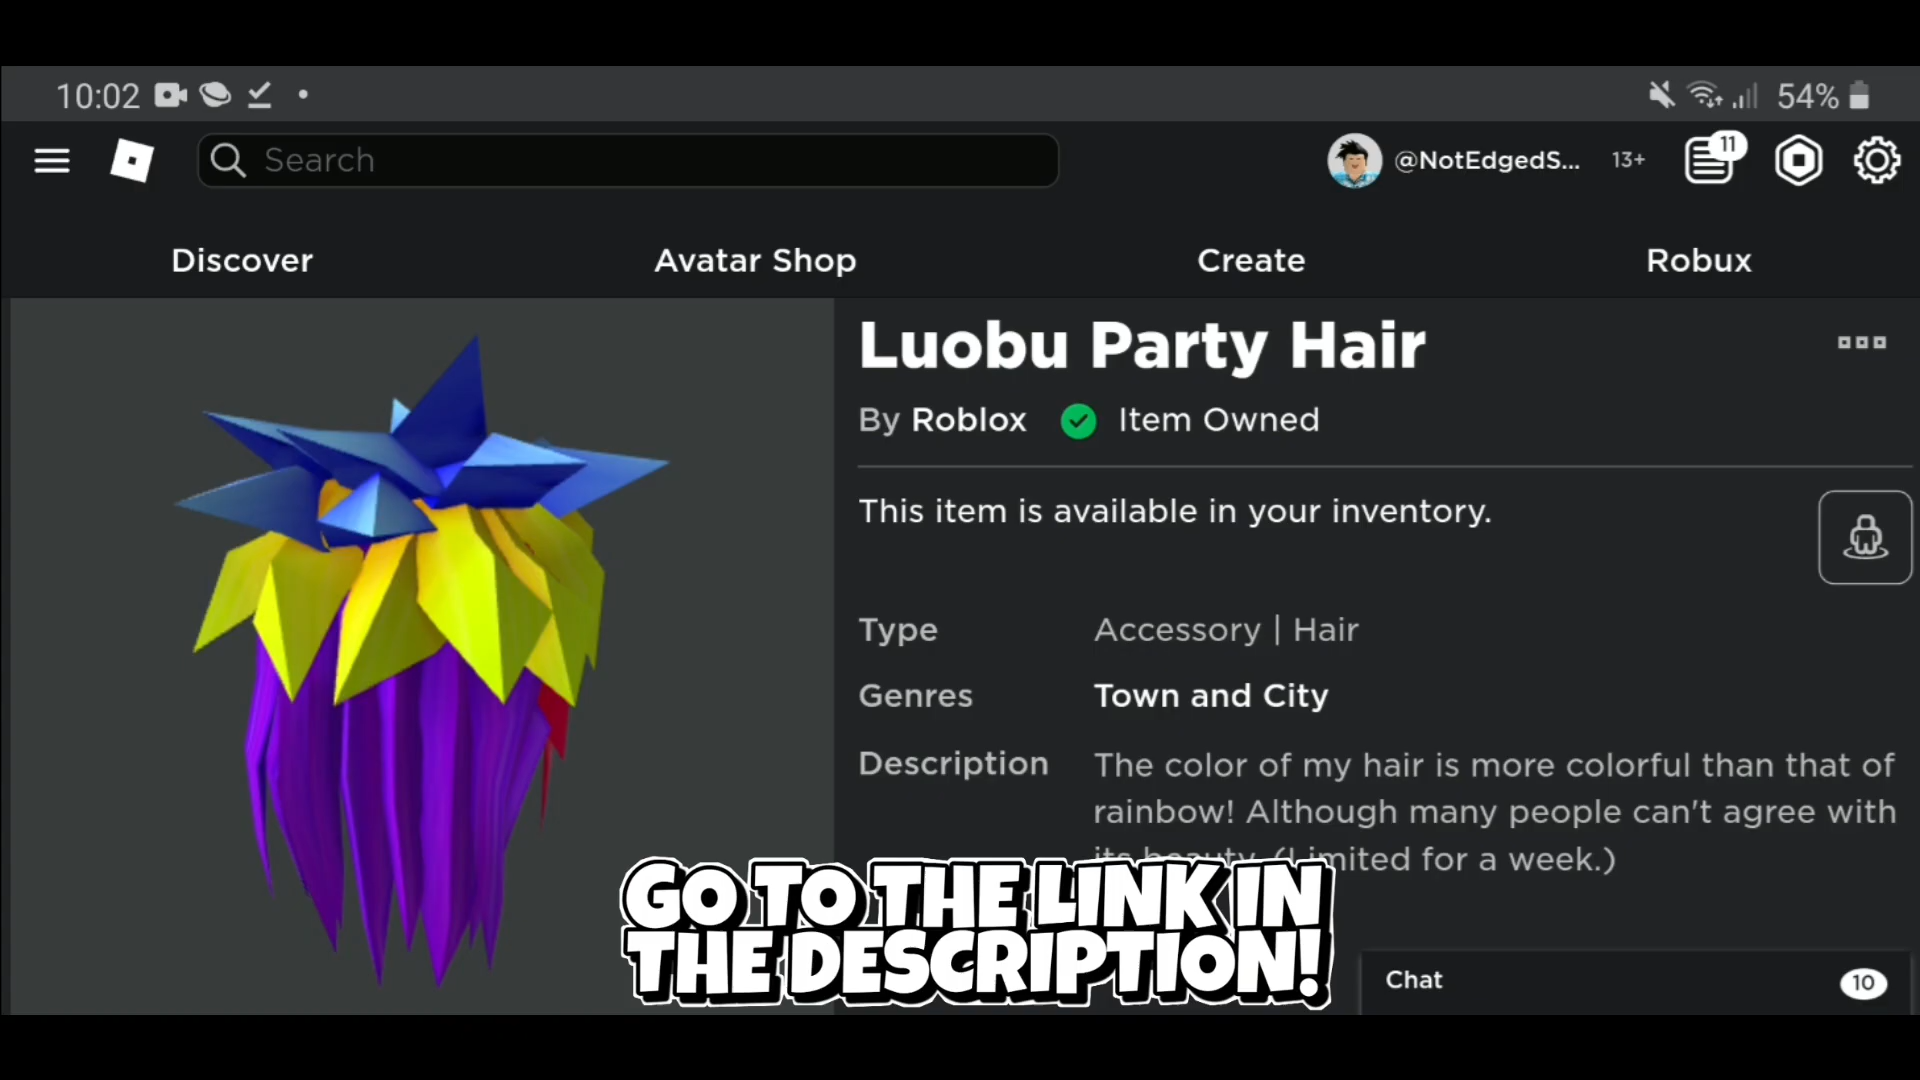 10:02
54%
Search
@NotEdgedS... 13+
11
Discover Avatar Shop Create Robux
Luobu Party Hair
By Roblox Item Owned
This item is available in your inventory.
Type Accessory | Hair
Genres Town and City
Description The color of my hair is more colorful than that of
rainbow! Although many people can't agree with
its beauty. (Limited for a week.)
GO TO THE LINK IN
THE DESCRIPTION!
Chat 10